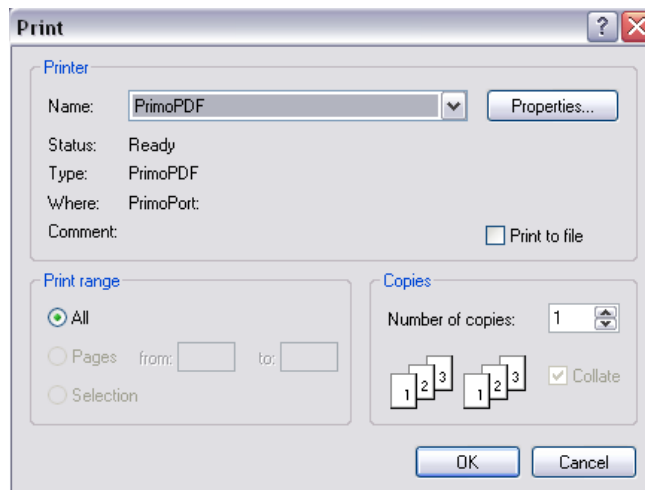 Print
Printer
Name: PrimoPDF Properties...
Status: Ready
Type: PrimoPDF
Where: PrimoPort:
Comment:
Print to file
Print range
All
Pages from: to:
Selection
Copies
Number of copies: 1
1 2 3 1 2 3
Collate
OK Cancel